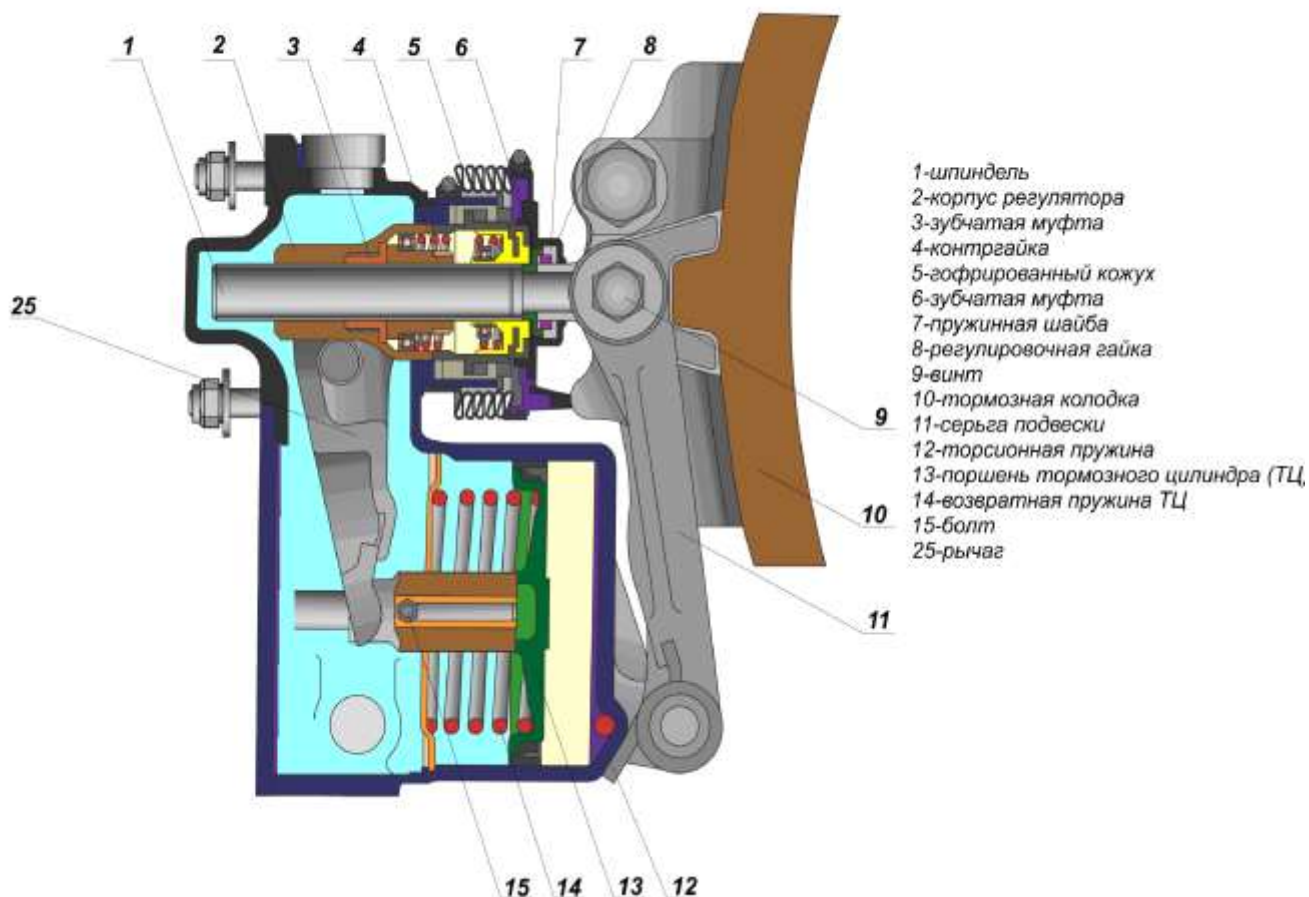 1
2
3
4
5
6
7
8
25
9
10
11
15
14
13
12
1-шпиндель
2-корпус регулятора
3-зубчатая муфта
4-контргайка
5-гофрированный кожух
6-зубчатая муфта
7-пружинная шайба
8-регулировочная гайка
9-винт
10-тормозная колодка
11-серьга подвески
12-торсионная пружина
13-поршень тормозного цилиндра (ТЦ)
14-возвратная пружина ТЦ
15-болт
25-рычаг